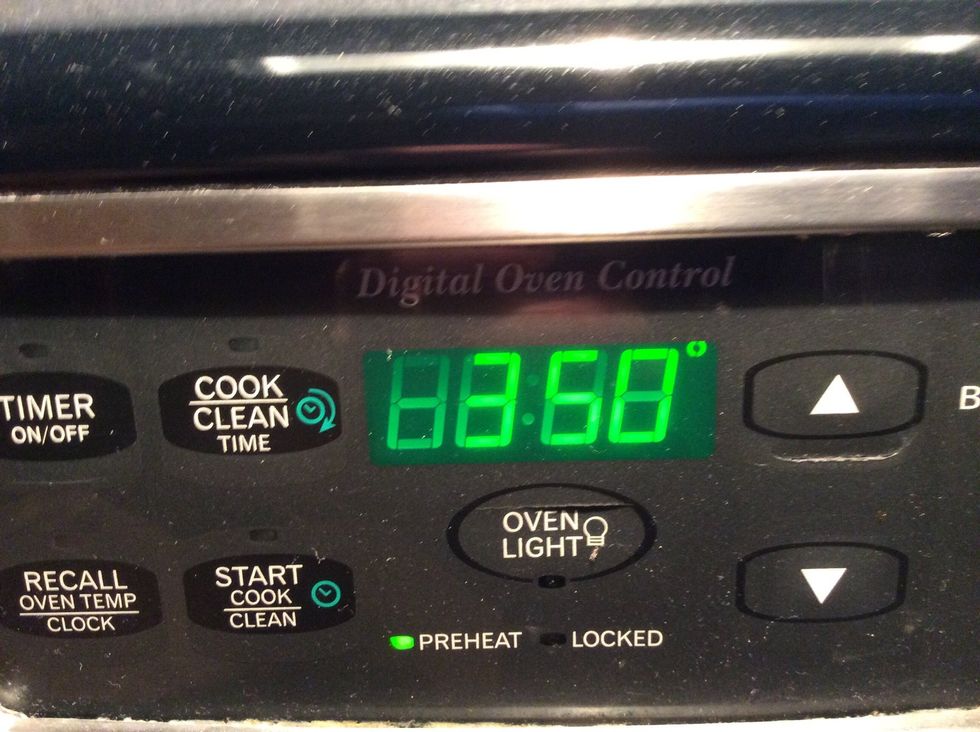 Digital Oven Control
TIMER
ON/OFF
COOK
CLEAN
TIME
350°
B
OVEN
LIGHT
RECALL
OVEN TEMP
CLOCK
START
COOK
CLEAN
PREHEAT
LOCKED